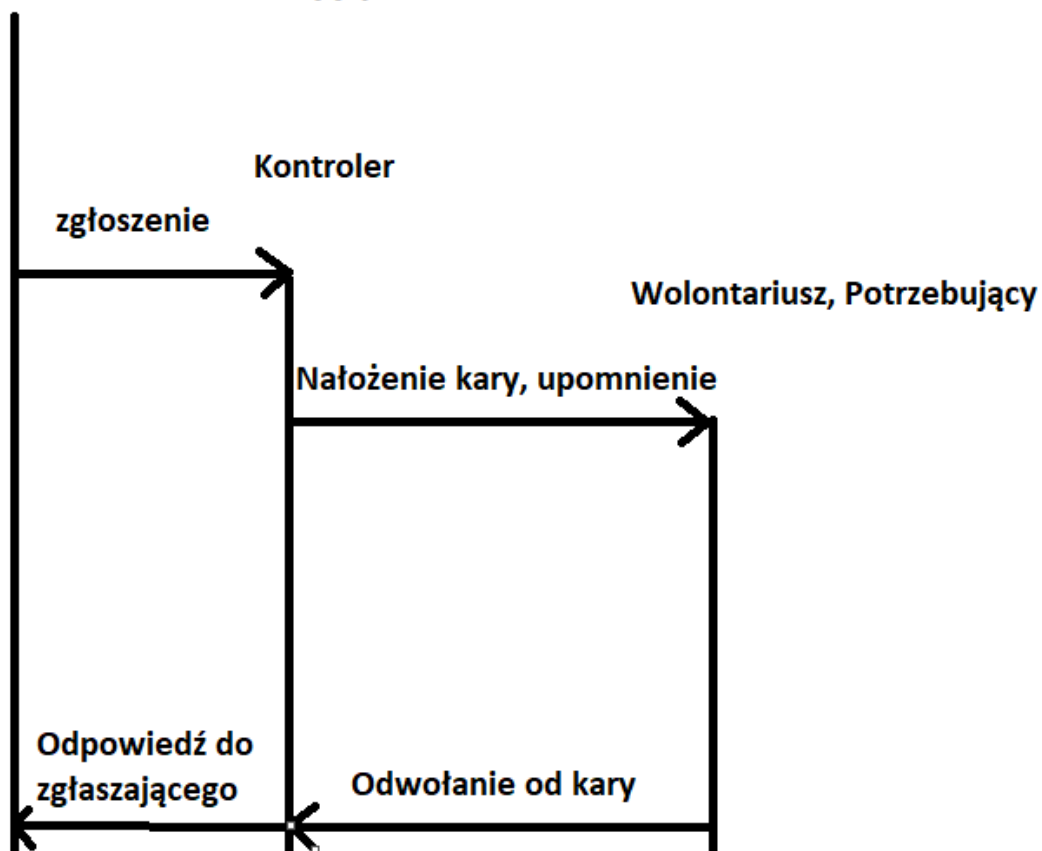 Kontroler
zgłoszenie
Wolontariusz, Potrzebujący
Nałożenie kary, upomnienie
Odpowiedź do
zgłaszającego
Odwołanie od kary